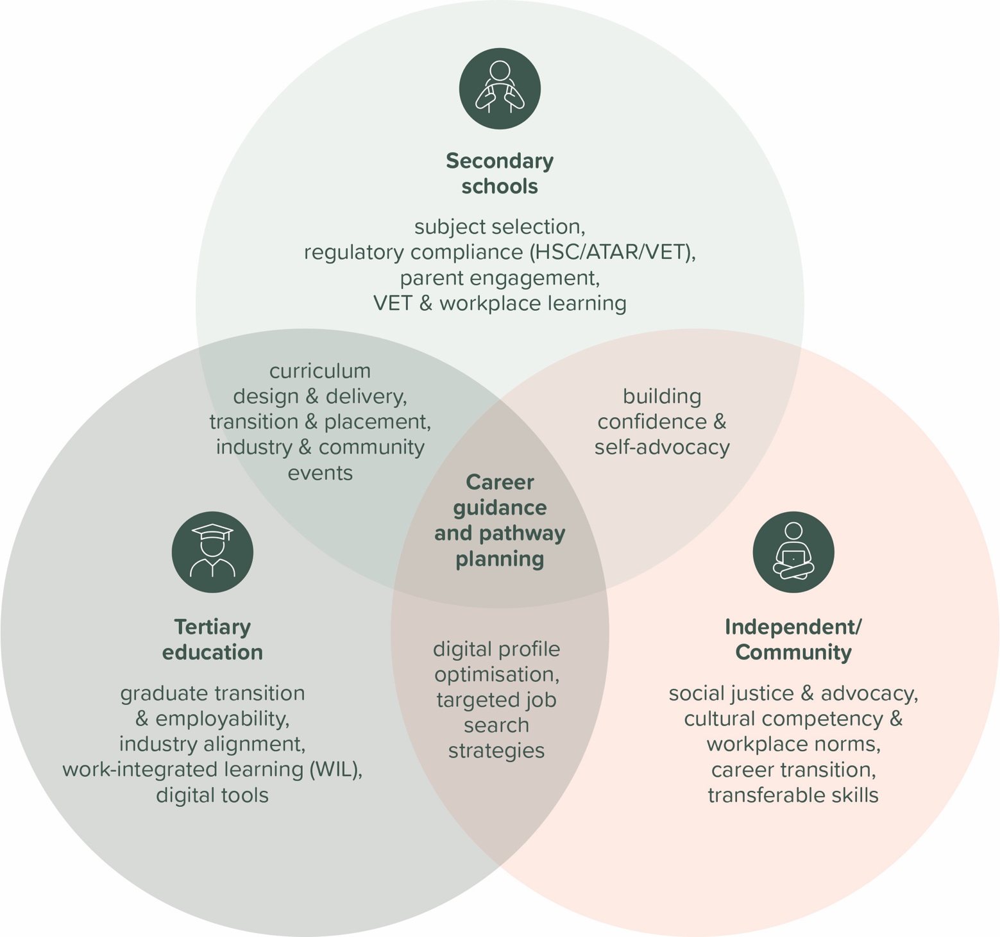 Secondary
schools
subject selection,
regulatory compliance (HSC/ATAR/VET),
parent engagement,
VET & workplace learning
curriculum
design & delivery,
transition & placement,
industry & community
events
building
confidence &
self-advocacy
Career
guidance
and pathway
planning
Tertiary
education
graduate transition
& employability,
industry alignment,
work-integrated learning (WIL),
digital tools
digital profile
optimisation,
targeted job
search
strategies
Independent/
Community
social justice & advocacy,
cultural competency &
workplace norms,
career transition,
transferable skills